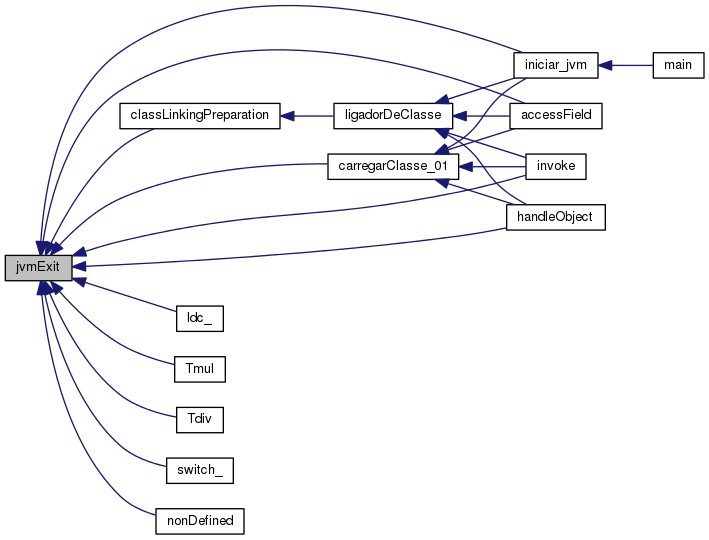 iniciar_jvm
main
classLinkingPreparation
ligadorDeClasse
accessField
carregarClasse_01
invoke
handleObject
jvmExit
ldc_
Tmul
Tdiv
switch_
nonDefined